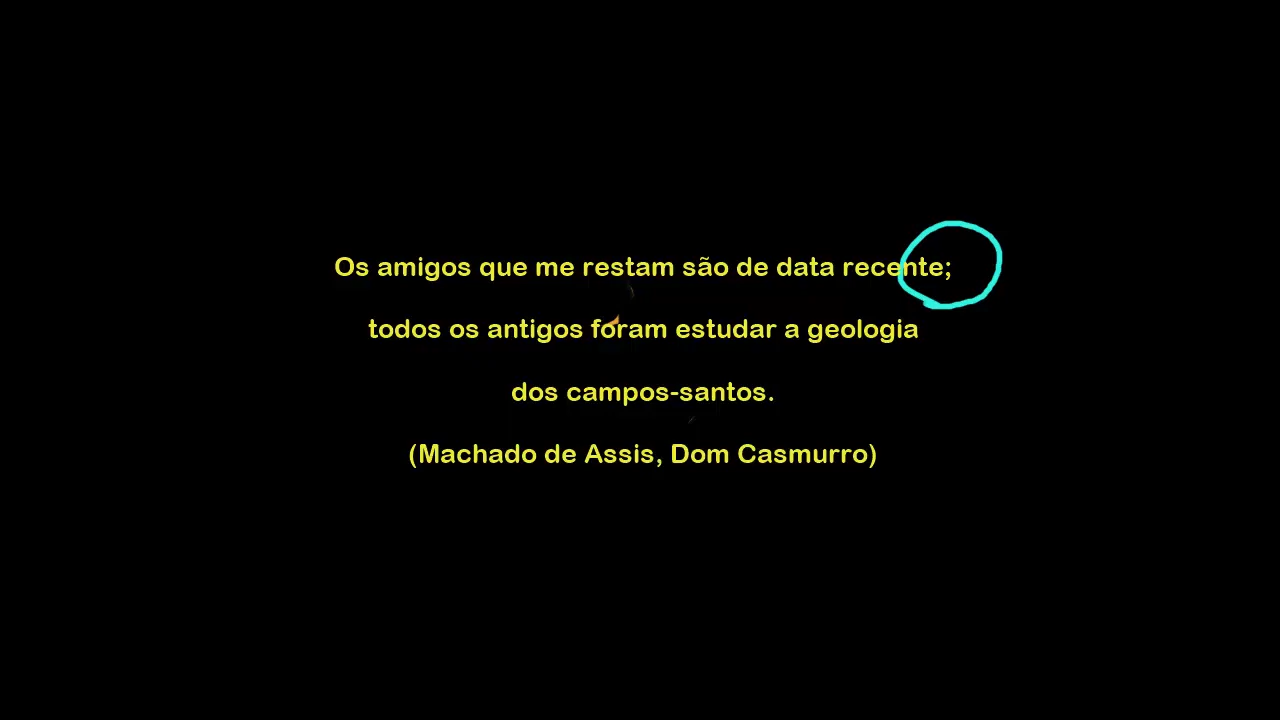 Os amigos que me restam são de data recente;
todos os antigos foram estudar a geologia
dos campos-santos.
(Machado de Assis, Dom Casmurro)